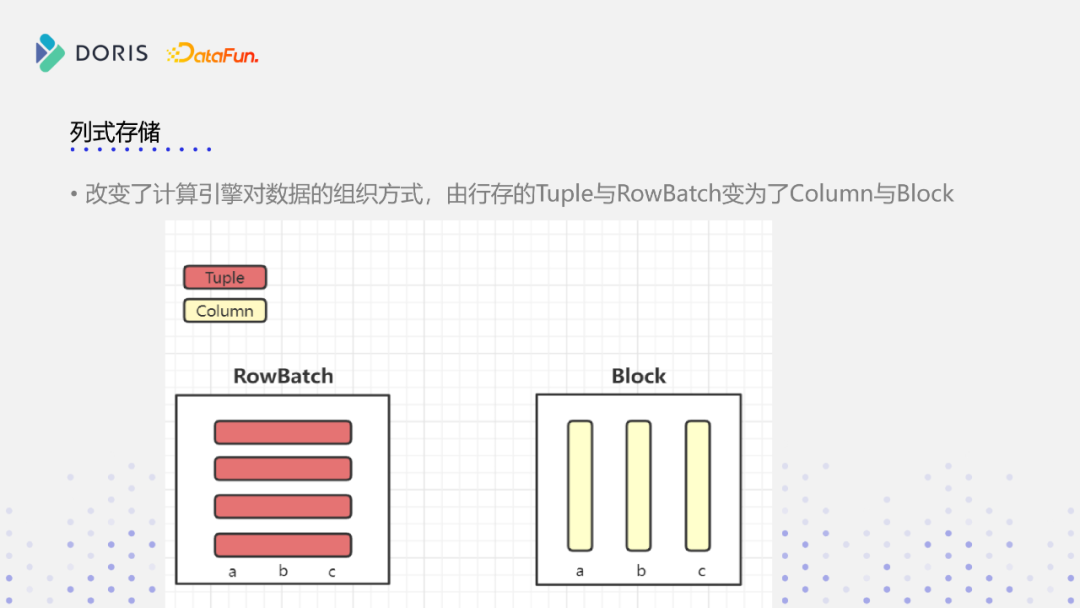 DORIS DataFun.
列式存储
• 改变了计算引擎对数据的组织方式，由行存的Tuple与RowBatch变为了Column与Block
Tuple
Column
RowBatch
Block
a b c
a b c